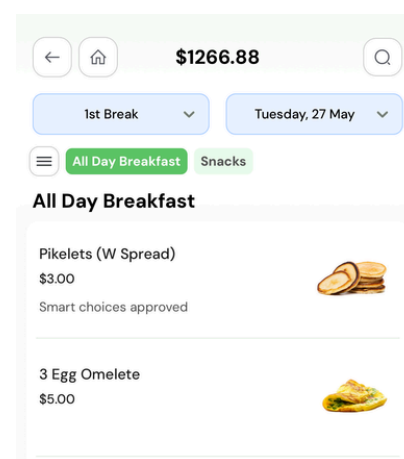 $1266.88
1st Break
Tuesday, 27 May
All Day Breakfast
Snacks
All Day Breakfast
Pikelets (W Spread)
$3.00
Smart choices approved
3 Egg Omelete
$5.00